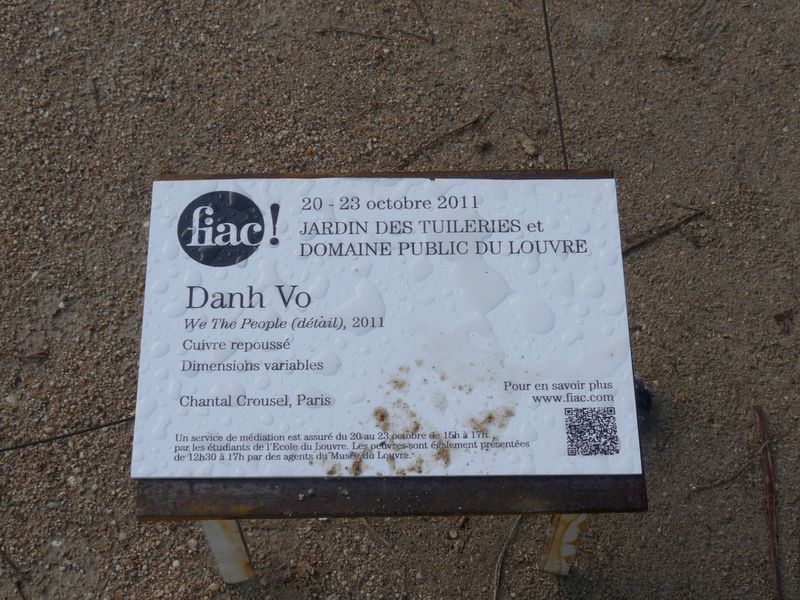 fiac!
20 - 23 octobre 2011
JARDIN DES TUILERIES et
DOMAINE PUBLIC DU LOUVRE
Danh Vo
We The People (détail), 2011
Cuivre repoussé
Dimensions variables
Chantal Crousel, Paris
Pour en savoir plus
www.fiac.com
Un service de médiation est assuré du 20 au 23 octobre de 15h à 17h
par les étudiants de l'Ecole du Louvre. Les oeuvres sont également présentées
de 12h30 à 17h par des agents du Musée du Louvre.